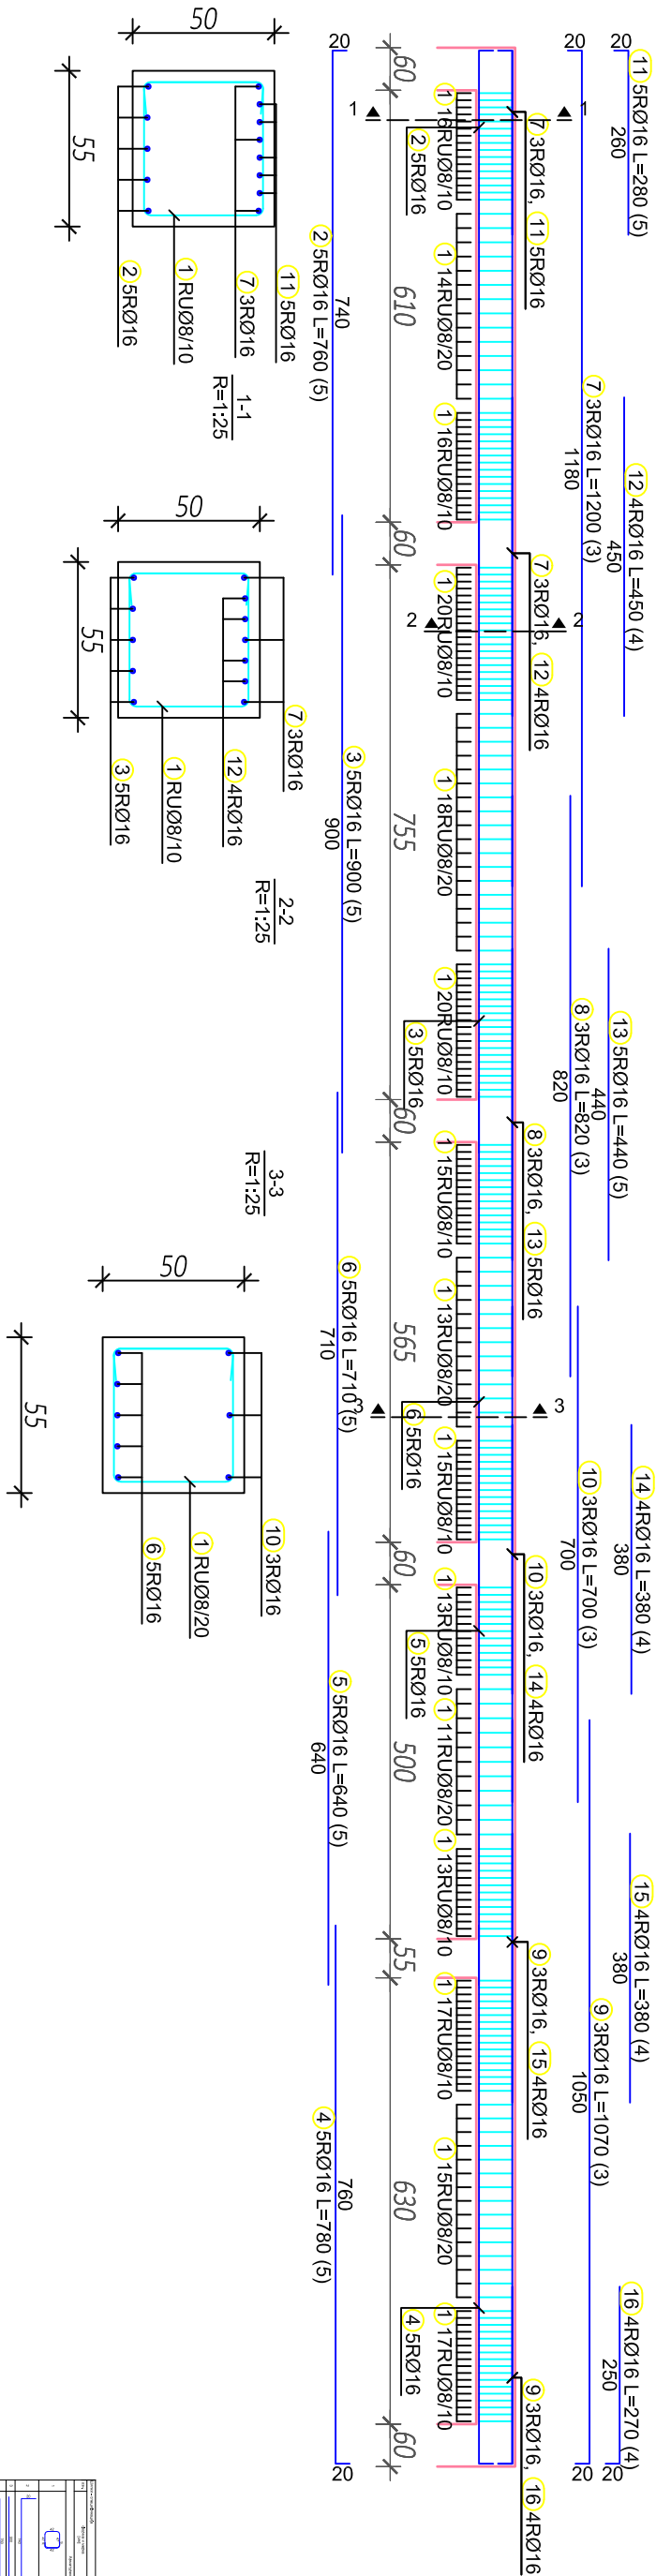 11 5RØ16 L=280 (5)
260
20
12 4RØ16 L=450 (4)
450
13 5RØ16 L=440 (5)
440
14 4RØ16 L=380 (4)
380
15 4RØ16 L=380 (4)
380
16 4RØ16 L=270 (4)
250
20
20
7 3RØ16 L=1200 (3)
1180
8 3RØ16 L=820 (3)
820
10 3RØ16 L=700 (3)
700
9 3RØ16 L=1070 (3)
1050
20
7 3RØ16, 11 5RØ16
7 3RØ16, 12 4RØ16
8 3RØ16, 13 5RØ16
10 3RØ16, 14 4RØ16
9 3RØ16, 15 4RØ16
9 3RØ16, 16 4RØ16
1
1
2
2
3
3
1 16RUØ8/10
1 14RUØ8/20
1 16RUØ8/10
1 20RUØ8/10
1 18RUØ8/20
1 20RUØ8/10
1 15RUØ8/10
1 13RUØ8/20
1 15RUØ8/10
1 13RUØ8/10
1 11RUØ8/20
1 13RUØ8/10
1 17RUØ8/10
1 15RUØ8/20
1 17RUØ8/10
2 5RØ16
3 5RØ16
6 5RØ16
5 5RØ16
4 5RØ16
60
610
60
755
60
565
60
500
55
630
60
20
740
2 5RØ16 L=760 (5)
3 5RØ16 L=900 (5)
900
6 5RØ16 L=710 (5)
710
5 5RØ16 L=640 (5)
640
760
4 5RØ16 L=780 (5)
20
1-1
R=1:25
50
55
11 5RØ16
7 3RØ16
1 RUØ8/10
2 5RØ16
2-2
R=1:25
50
55
7 3RØ16
12 4RØ16
1 RUØ8/10
3 5RØ16
3-3
R=1:25
50
55
10 3RØ16
1 RUØ8/20
6 5RØ16